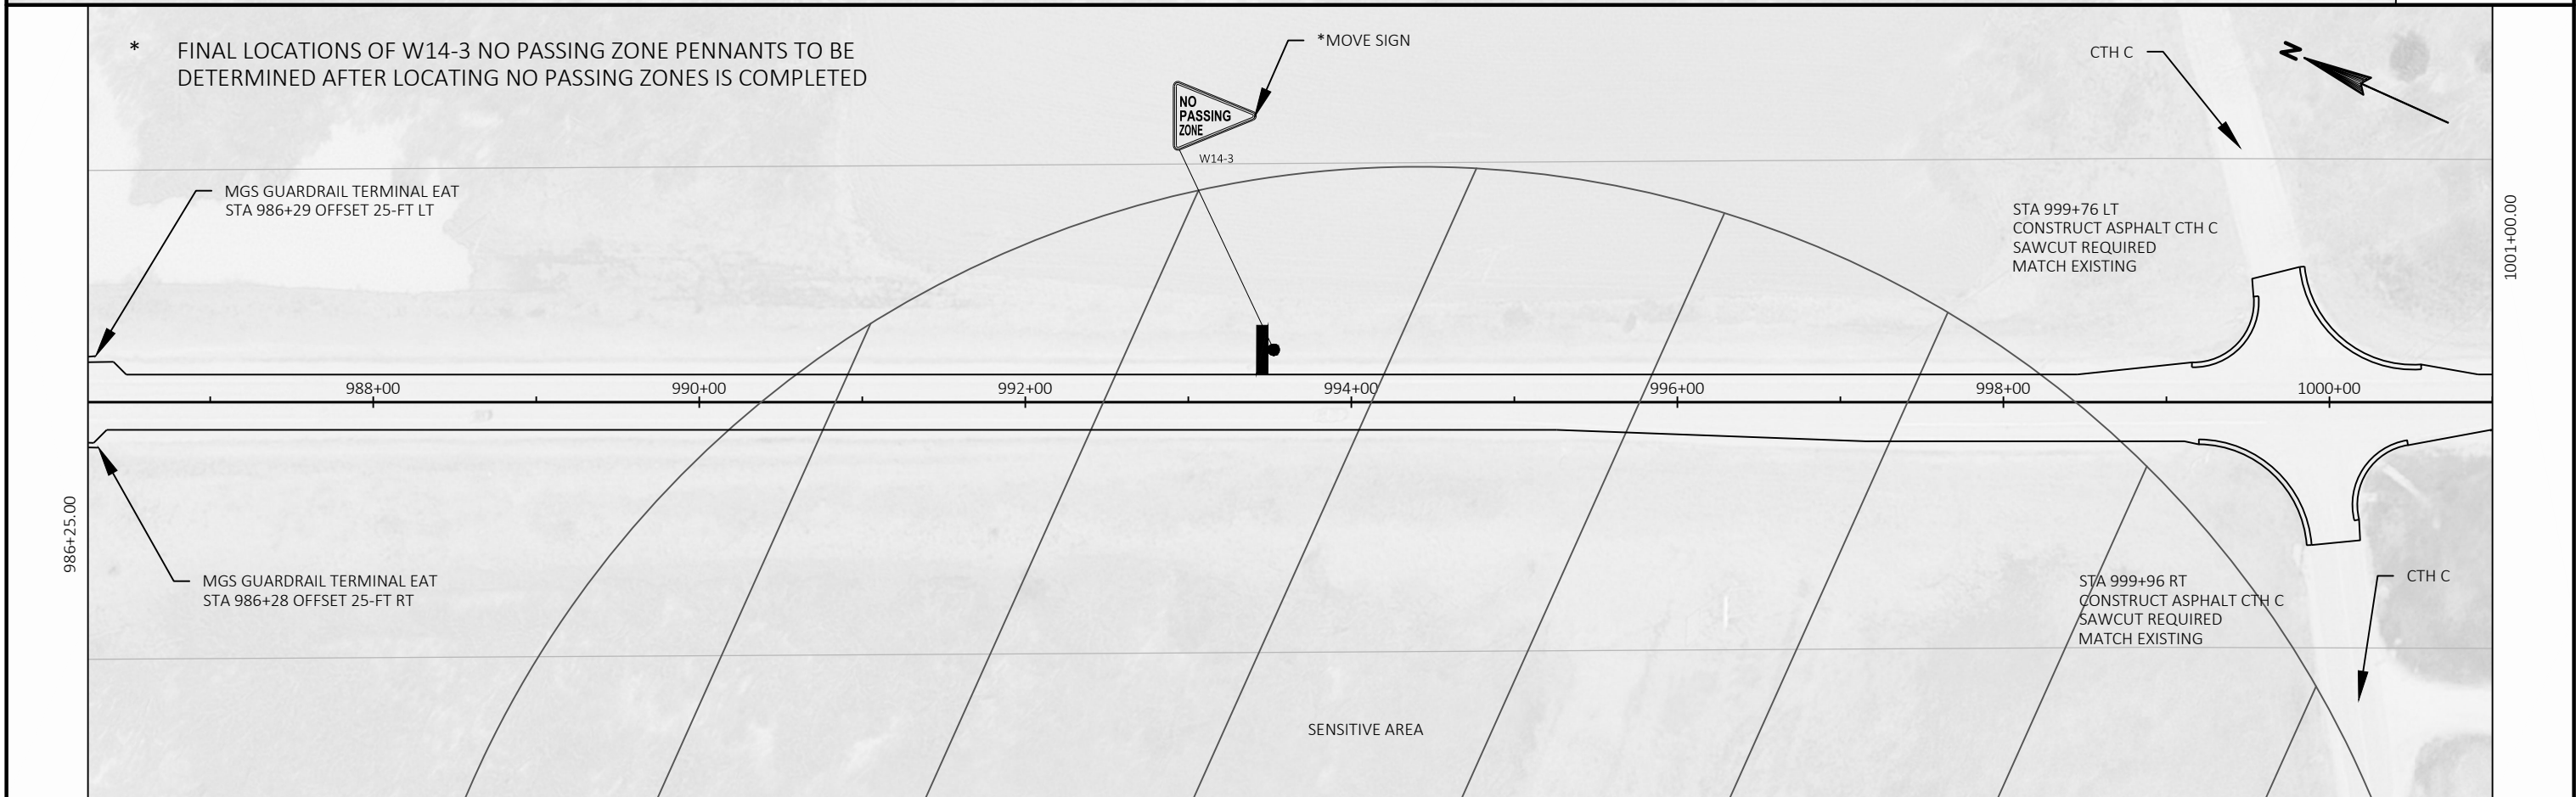 * FINAL LOCATIONS OF W14-3 NO PASSING ZONE PENNANTS TO BE
DETERMINED AFTER LOCATING NO PASSING ZONES IS COMPLETED
*MOVE SIGN
CTH C
N
NO
PASSING
ZONE
W14-3
MGS GUARDRAIL TERMINAL EAT
STA 986+29 OFFSET 25-FT LT
STA 999+76 LT
CONSTRUCT ASPHALT CTH C
SAWCUT REQUIRED
MATCH EXISTING
1001+00.00
988+00
990+00
992+00
994+00
996+00
998+00
1000+00
986+25.00
MGS GUARDRAIL TERMINAL EAT
STA 986+28 OFFSET 25-FT RT
STA 999+96 RT
CONSTRUCT ASPHALT CTH C
SAWCUT REQUIRED
MATCH EXISTING
CTH C
SENSITIVE AREA